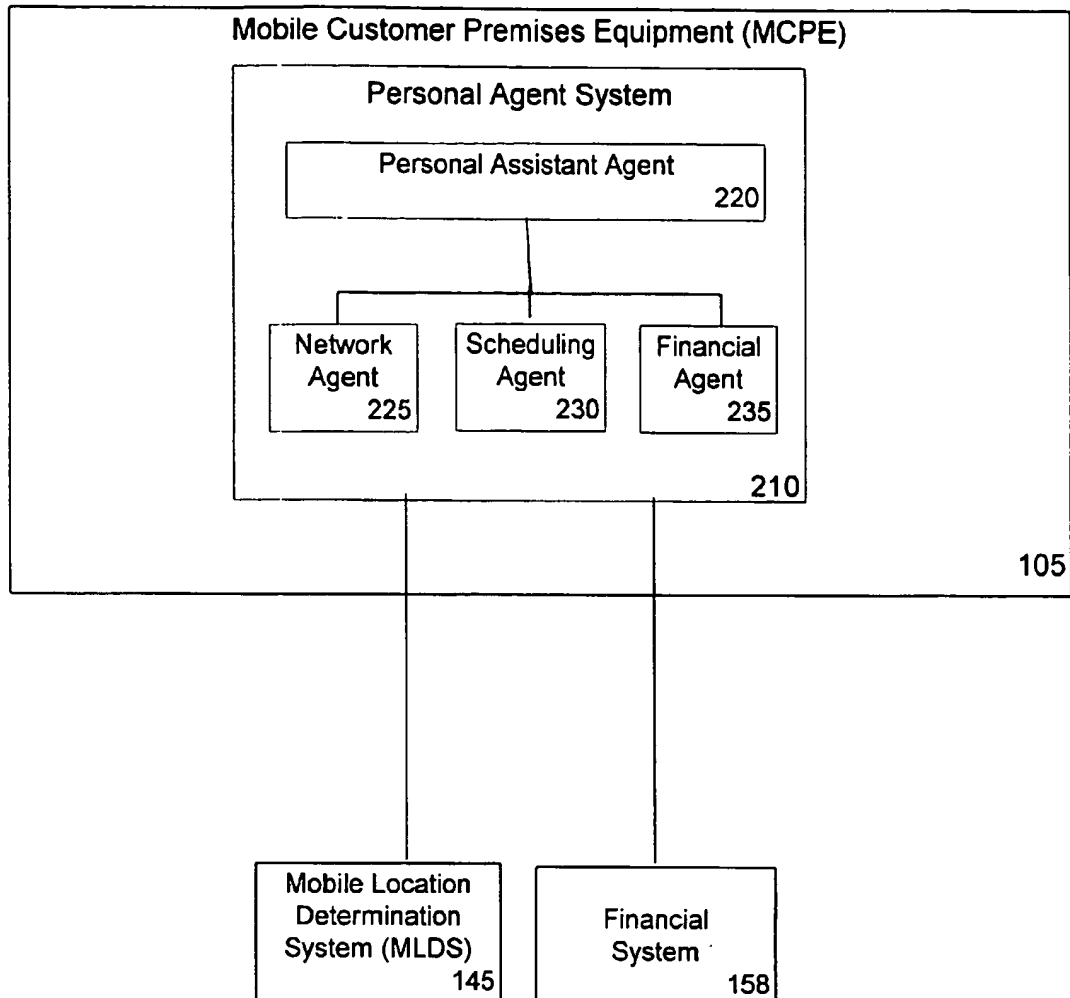 Mobile Customer Premises Equipment (MCPE)
Personal Agent System
Personal Assistant Agent
220
Network
Agent
225
Scheduling
Agent
230
Financial
Agent
235
210
105
Mobile Location
Determination
System (MLDS)
145
Financial
System
158